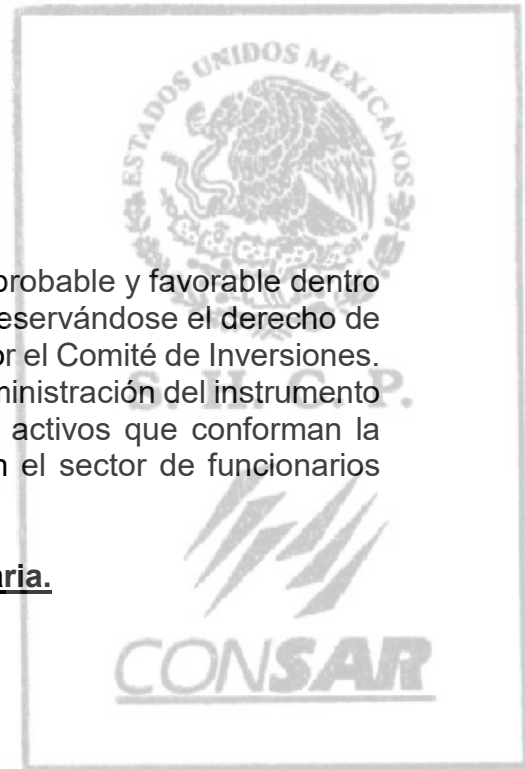 ESTADOS UNIDOS MEXICANOS
probable y favorable dentro
eservándose el derecho de
or el Comité de Inversiones.
ministración del instrumento
S. H. C. P.
activos que conforman la
n el sector de funcionarios
aria.
CONSAR